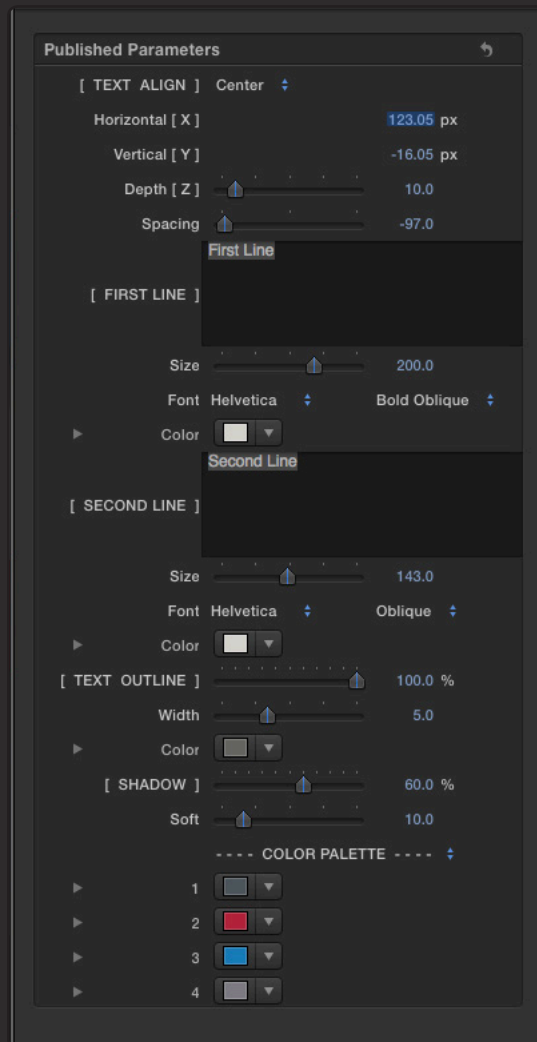 Published Parameters
[ TEXT ALIGN ] Center
Horizontal [ X ] 123.05 px
Vertical [ Y ] -16.05 px
Depth [ Z ] 10.0
Spacing -97.0
First Line
[ FIRST LINE ]
Size 200.0
Font Helvetica Bold Oblique
Color
Second Line
[ SECOND LINE ]
Size 143.0
Font Helvetica Oblique
Color
[ TEXT OUTLINE ] 100.0 %
Width 5.0
Color
[ SHADOW ] 60.0 %
Soft 10.0
---- COLOR PALETTE ----
1
2
3
4